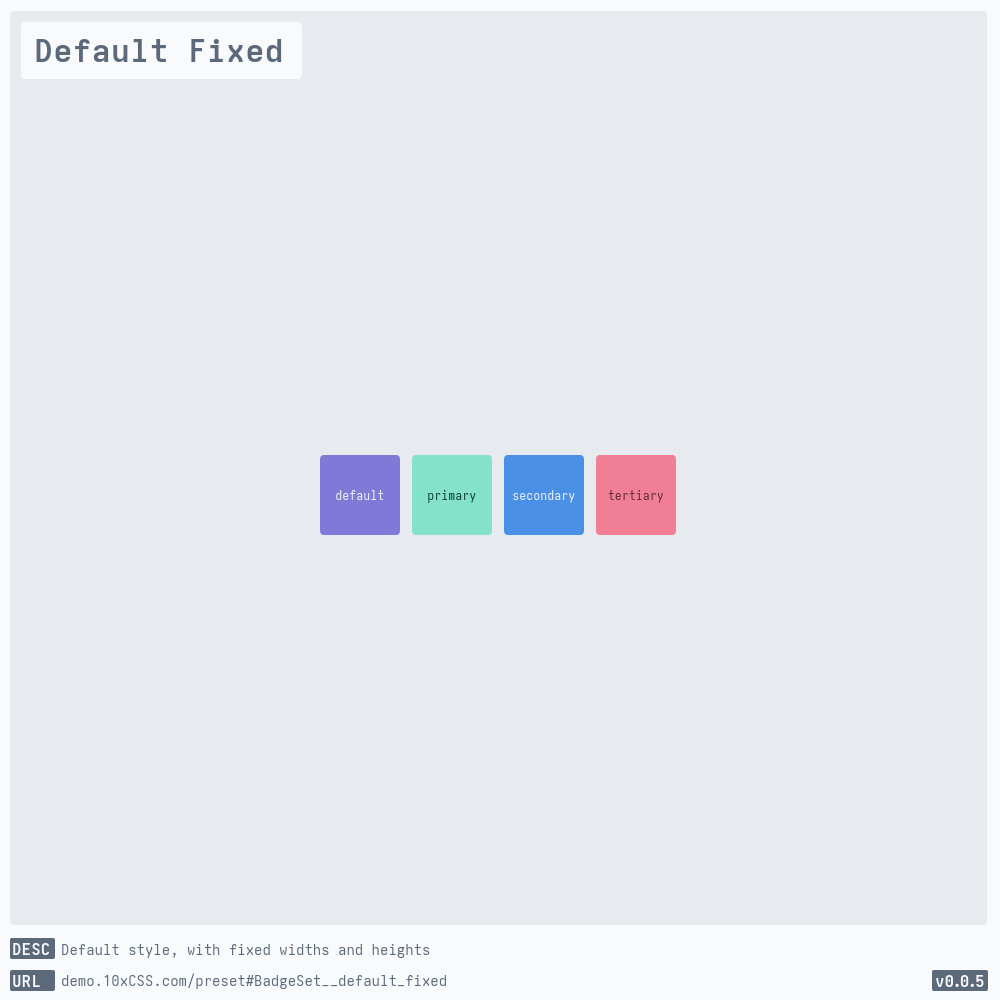 Default Fixed
default primary secondary tertiary
DESC Default style, with fixed widths and heights
URL demo.10xCSS.com/preset#BadgeSet__default_fixed v0.0.5